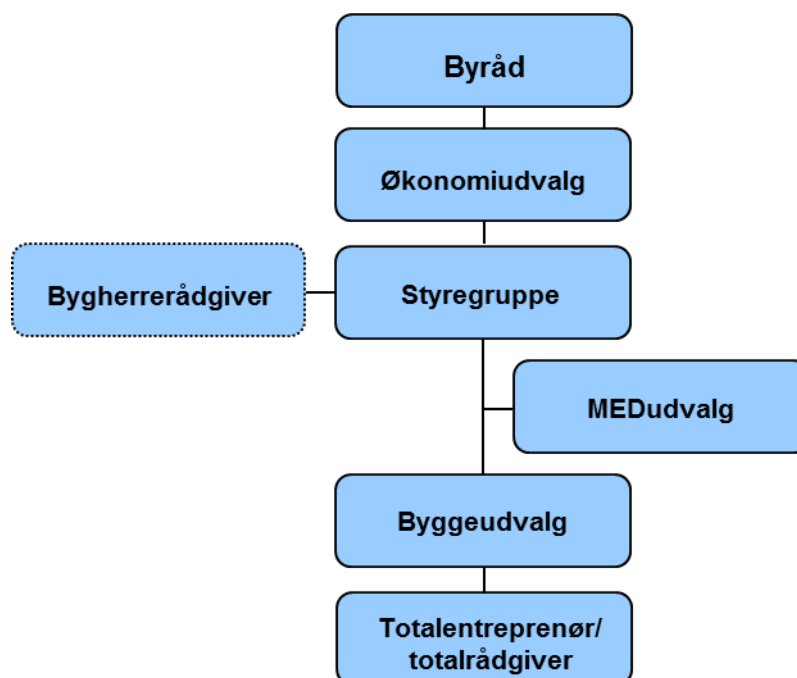 Byråd
Økonomiudvalg
Bygherrerådgiver
Styregruppe
MEDudvalg
Byggeudvalg
Totalentreprenør/
totalrådgiver